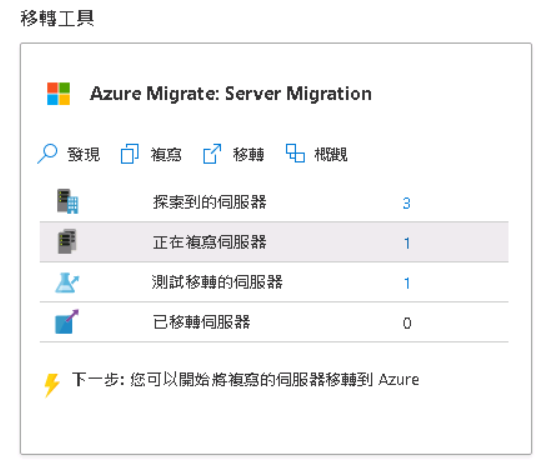 移轉工具
Azure Migrate: Server Migration
發現 複寫 移轉 概觀
探索到的伺服器 3
正在複寫伺服器 1
測試移轉的伺服器 1
已移轉伺服器 0
下一步: 您可以開始將複寫的伺服器移轉到 Azure